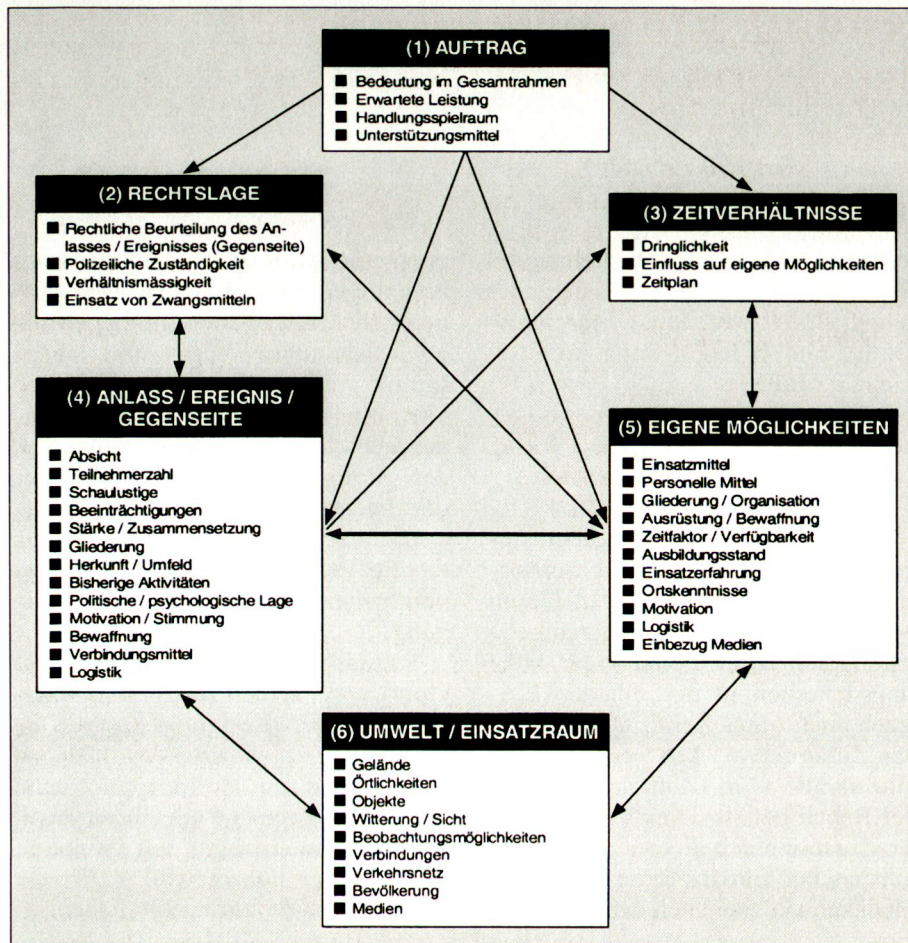 (1) AUFTRAG
■ Bedeutung im Gesamtrahmen
■ Erwartete Leistung
■ Handlungsspielraum
■ Unterstützungsmittel
(2) RECHTSLAGE
■ Rechtliche Beurteilung des An-
lasses / Ereignisses (Gegenseite)
■ Polizeiliche Zuständigkeit
■ Verhältnismässigkeit
■ Einsatz von Zwangsmitteln
(3) ZEITVERHÄLTNISSE
■ Dringlichkeit
■ Einfluss auf eigene Möglichkeiten
■ Zeitplan
(4) ANLASS / EREIGNIS /
GEGENSEITE
■ Absicht
■ Teilnehmerzahl
■ Schaulustige
■ Beeinträchtigungen
■ Stärke / Zusammensetzung
■ Gliederung
■ Herkunft / Umfeld
■ Bisherige Aktivitäten
■ Politische / psychologische Lage
■ Motivation / Stimmung
■ Bewaffnung
■ Verbindungsmittel
■ Logistik
(5) EIGENE MÖGLICHKEITEN
■ Einsatzmittel
■ Personelle Mittel
■ Gliederung / Organisation
■ Ausrüstung / Bewaffnung
■ Zeitfaktor / Verfügbarkeit
■ Ausbildungsstand
■ Einsatzerfahrung
■ Ortskenntnisse
■ Motivation
■ Logistik
■ Einbezug Medien
(6) UMWELT / EINSATZRAUM
■ Gelände
■ Örtlichkeiten
■ Objekte
■ Witterung / Sicht
■ Beobachtungsmöglichkeiten
■ Verbindungen
■ Verkehrsnetz
■ Bevölkerung
■ Medien